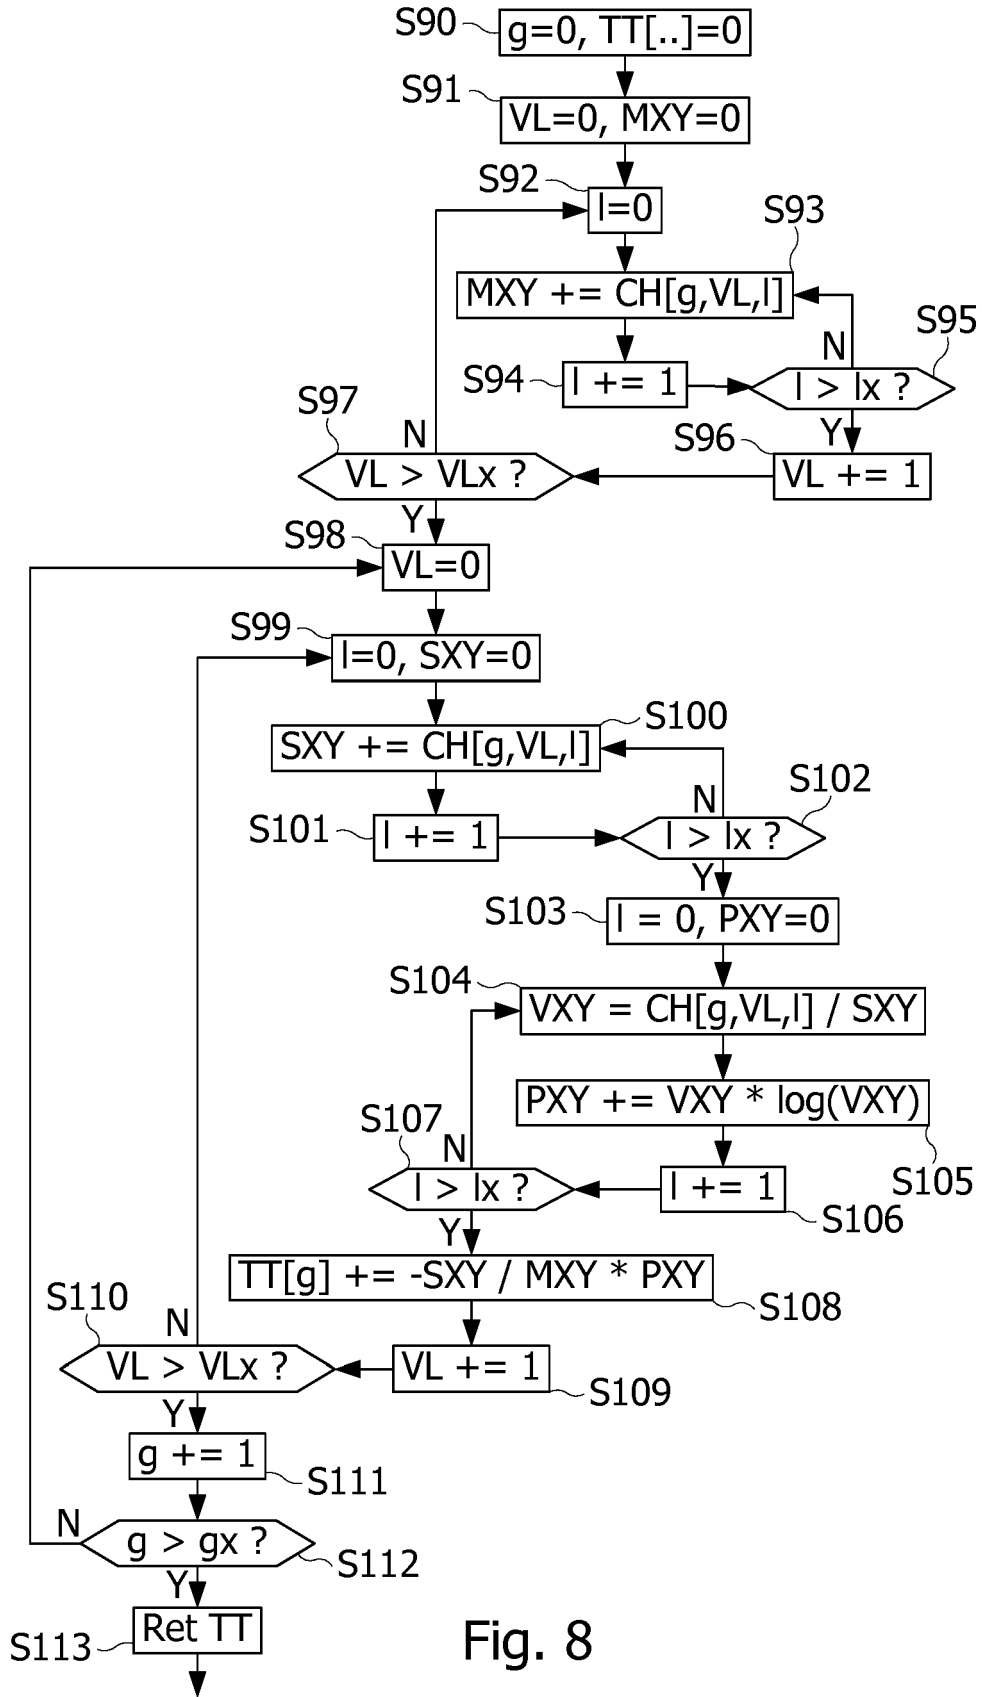 S90
g=0, TT[..]=0
S91
VL=0, MXY=0
S92
l=0
S93
MXY += CH[g,VL,l]
S94
l += 1
N
S95
l > lx ?
Y
S96
VL += 1
S97
N
VL > VLx ?
Y
S98
VL=0
S99
l=0, SXY=0
S100
SXY += CH[g,VL,l]
S101
l += 1
N
S102
l > lx ?
Y
S103
l = 0, PXY=0
S104
VXY = CH[g,VL,l] / SXY
PXY += VXY * log(VXY)
S105
l += 1
S106
S107
N
l > lx ?
Y
TT[g] += -SXY / MXY * PXY
S108
VL += 1
S109
S110
N
VL > VLx ?
Y
g += 1
S111
N
g > gx ?
S112
Y
Ret TT
S113
Fig. 8